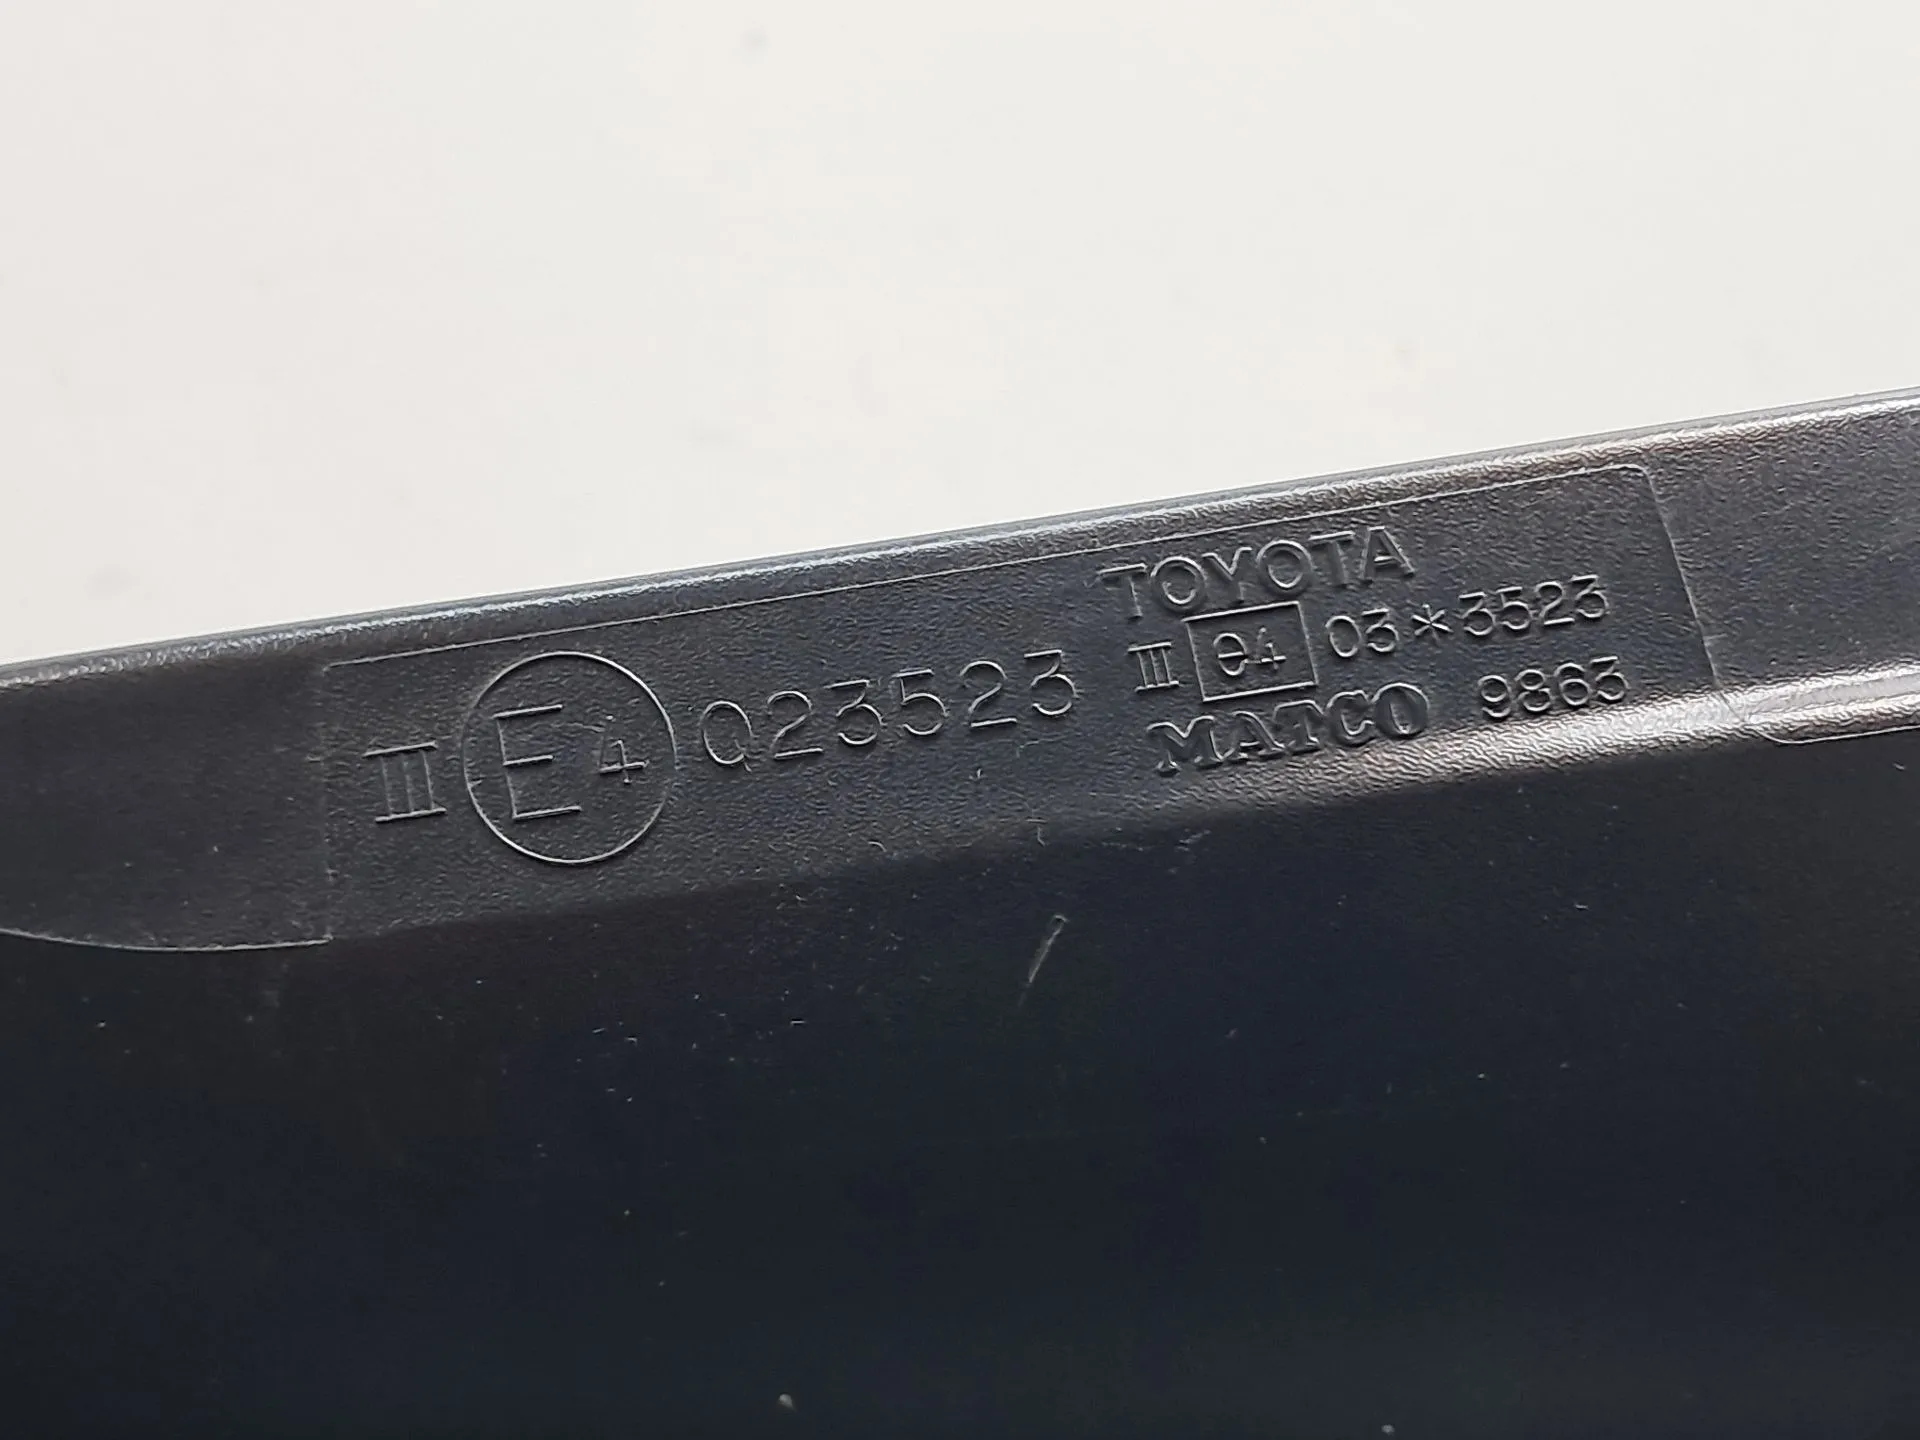 III E4 023523
TOYOTA
III e4 03*3523
MATCO 9863